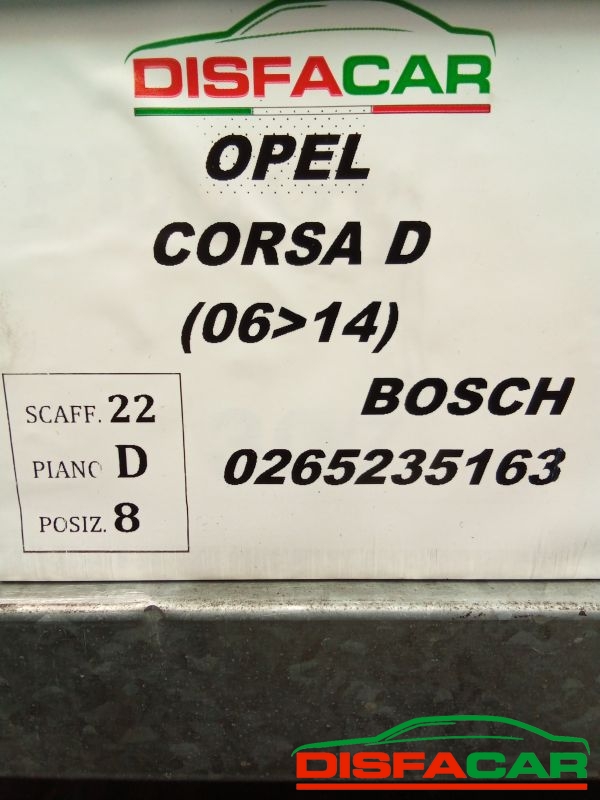 DISFACAR
OPEL
CORSA D
(06>14)
BOSCH
0265235163
SCAFF. 22
PIANO D
POSIZ. 8
DISFACAR